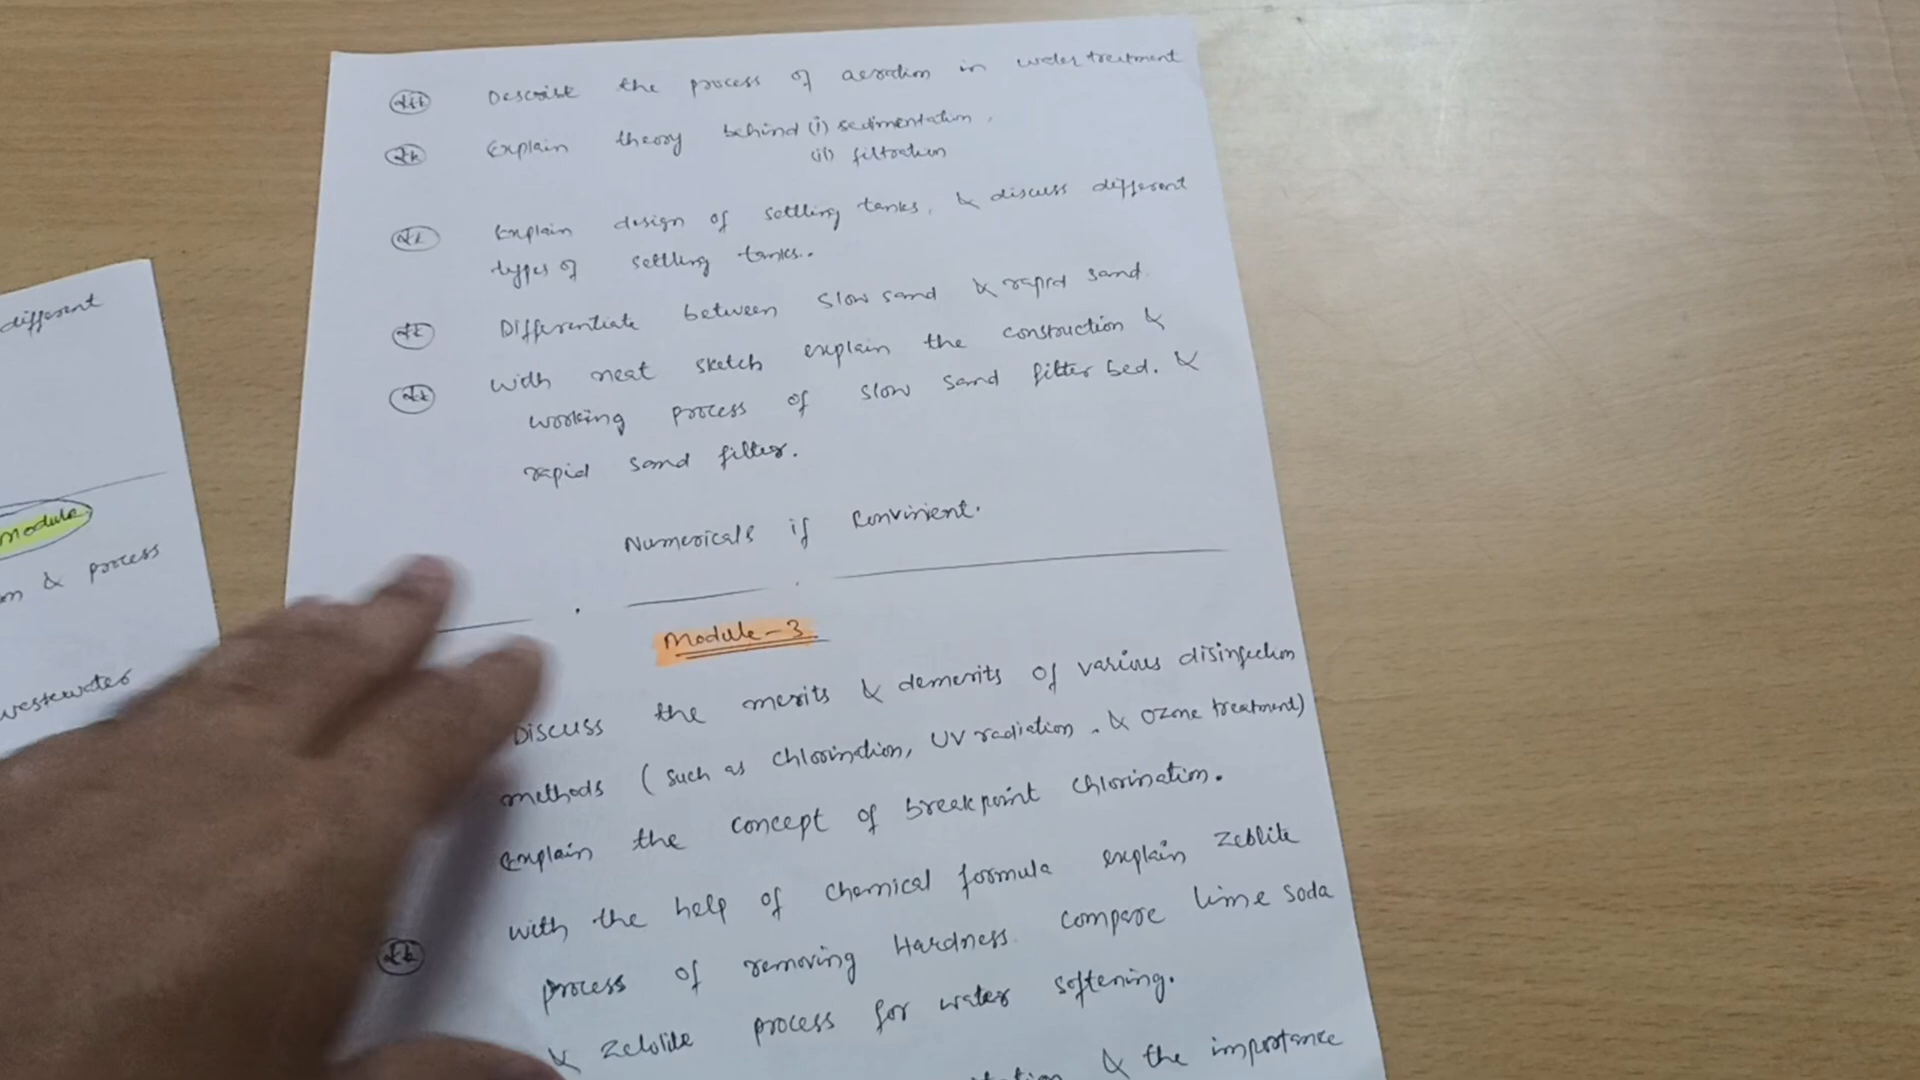 Describe the process of aeration in water treatment
Explain theory behind (i) sedimentation,
(ii) filtration
Explain design of settling tanks, & discuss different
types of settling tanks..
Differentiate between Slow sand & rapid sand
With neat sketch explain the construction &
working process of slow sand filter bed. &
rapid sand filter.
Numericals if Convinient.
Module-3
Discuss the merits & demerits of various disinfection
methods (such as chlorination, UV radiation, & Ozone treatment)
Explain the concept of breakpoint chlorination.
With the help of chemical formula explain Zeolite
process of removing Hardness. compare lime soda
& Zeolite process for water softening.
& the importance
different
module
& process
wastewater